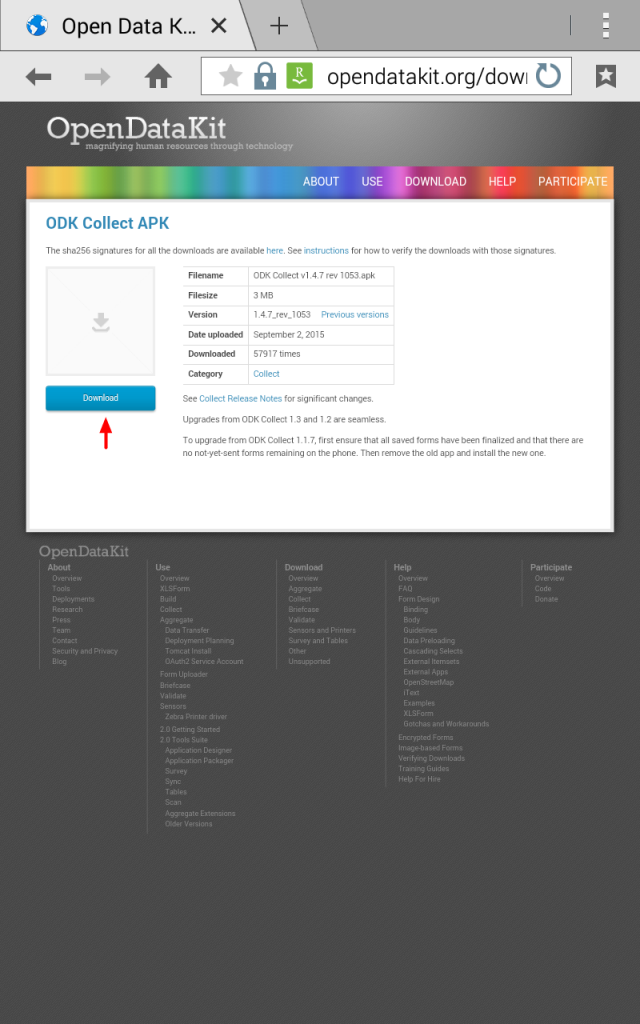 Open Data K...
R
opendatakit.org/dow
OpenDataKit
magnifying human resources through technology
ABOUT USE DOWNLOAD HELP PARTICIPATE
ODK Collect APK
The sha256 signatures for all the downloads are available here. See instructions for how to verify the downloads with those signatures.
Filename ODK Collect v1.4.7 rev 1053.apk
Filesize 3 MB
Version 1.4.7_rev_1053 Previous versions
Date uploaded September 2, 2015
Downloaded 57917 times
Category Collect
Download
See Collect Release Notes for significant changes.
Upgrades from ODK Collect 1.3 and 1.2 are seamless.
To upgrade from ODK Collect 1.1.7, first ensure that all saved forms have been finalized and that there are
no not-yet-sent forms remaining on the phone. Then remove the old app and install the new one.
OpenDataKit
About
Overview
Tools
Deployments
Research
Press
Team
Contact
Security and Privacy
Blog
Use
Overview
XLSForm
Build
Collect
Aggregate
Data Transfer
Deployment Planning
Tomcat Install
OAuth2 Service Account
Form Uploader
Briefcase
Validate
Sensors
Zebra Printer driver
2.0 Getting Started
2.0 Tools Suite
Application Designer
Application Packager
Survey
Sync
Tables
Scan
Aggregate Extensions
Older Versions
Download
Overview
Aggregate
Collect
Briefcase
Validate
Sensors and Printers
Survey and Tables
Other
Unsupported
Help
Overview
FAQ
Form Design
Binding
Body
Guidelines
Data Preloading
Cascading Selects
External Itemsets
External Apps
OpenStreetMap
iText
Examples
XLSForm
Gotchas and Workarounds
Encrypted Forms
Image-based Forms
Verifying Downloads
Training Guides
Help For Hire
Participate
Overview
Code
Donate